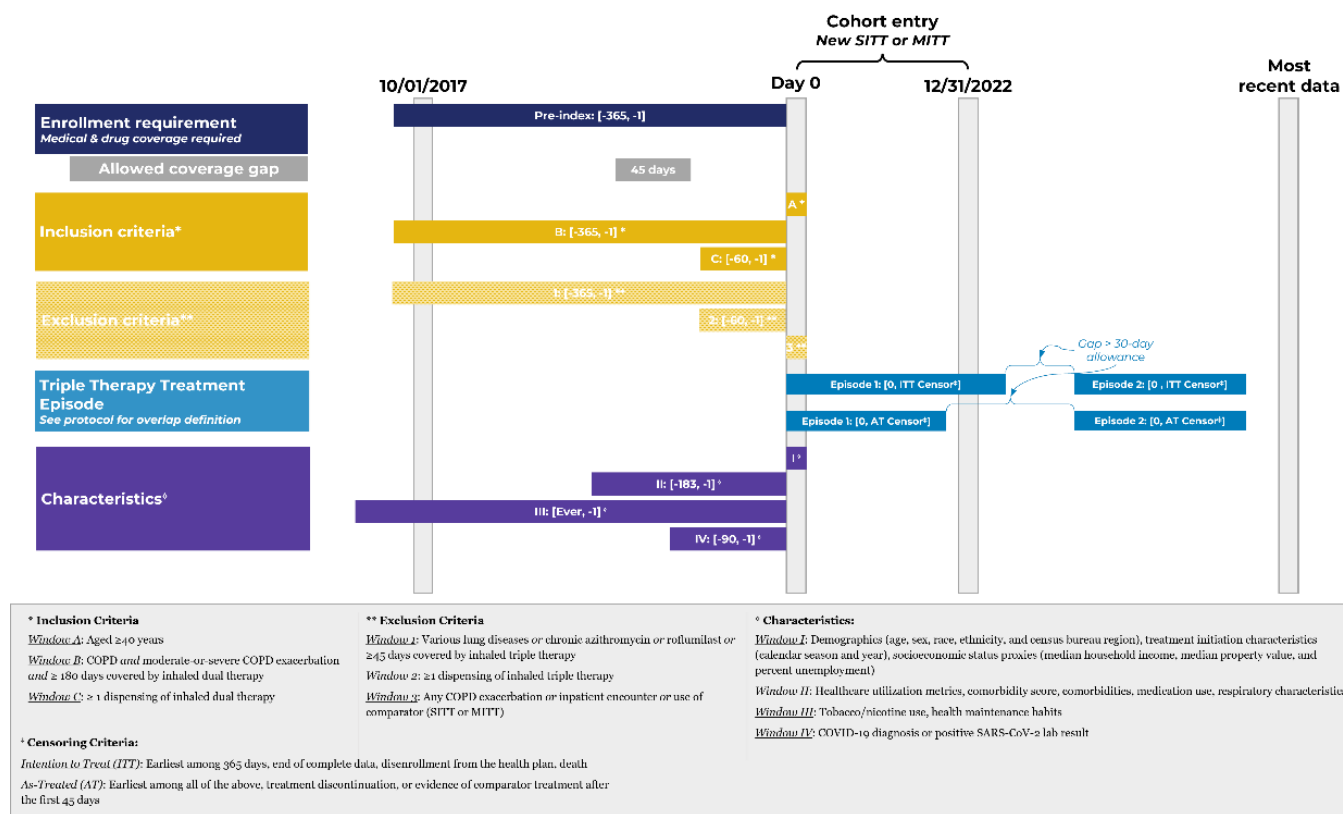 Cohort entry
New SITT or MITT
10/01/2017
Day 0
12/31/2022
Most
recent data
Enrollment requirement
Medical & drug coverage required
Pre-index: [-365, -1]
Allowed coverage gap
45 days
Inclusion criteria*
A *
B: [-365, -1] *
C: [-60, -1] *
Exclusion criteria**
1: [-365, -1] **
2: [-60, -1] **
3 **
Gap > 30-day
allowance
Triple Therapy Treatment
Episode
See protocol for overlap definition
Episode 1: [0, ITT Censor‡]
Episode 2: [0 , ITT Censor‡]
Episode 1: [0, AT Censor‡]
Episode 2: [0, AT Censor‡]
Characteristics◊
I ◊
II: [-183, -1] ◊
III: [Ever, -1] ◊
IV: [-90, -1] ◊
* Inclusion Criteria
Window A: Aged ≥40 years
Window B: COPD and moderate-or-severe COPD exacerbation
and ≥ 180 days covered by inhaled dual therapy
Window C: ≥ 1 dispensing of inhaled dual therapy
** Exclusion Criteria
Window 1: Various lung diseases or chronic azithromycin or roflumilast or
≥45 days covered by inhaled triple therapy
Window 2: ≥1 dispensing of inhaled triple therapy
Window 3: Any COPD exacerbation or inpatient encounter or use of
comparator (SITT or MITT)
◊ Characteristics:
Window I: Demographics (age, sex, race, ethnicity, and census bureau region), treatment initiation characteristics
(calendar season and year), socioeconomic status proxies (median household income, median property value, and
percent unemployment)
Window II: Healthcare utilization metrics, comorbidity score, comorbidities, medication use, respiratory characteristics
Window III: Tobacco/nicotine use, health maintenance habits
Window IV: COVID-19 diagnosis or positive SARS-CoV-2 lab result
‡ Censoring Criteria:
Intention to Treat (ITT): Earliest among 365 days, end of complete data, disenrollment from the health plan, death
As-Treated (AT): Earliest among all of the above, treatment discontinuation, or evidence of comparator treatment after
the first 45 days